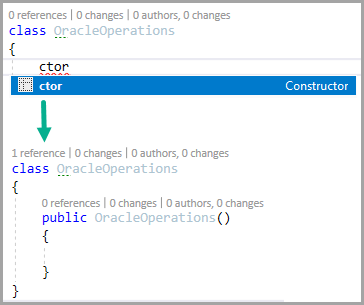 0 references | 0 changes | 0 authors, 0 changes
class OracleOperations
{
ctor
ctor Constructor
1 reference | 0 changes | 0 authors, 0 changes
class OracleOperations
{
0 references | 0 changes | 0 authors, 0 changes
public OracleOperations()
{
}
}